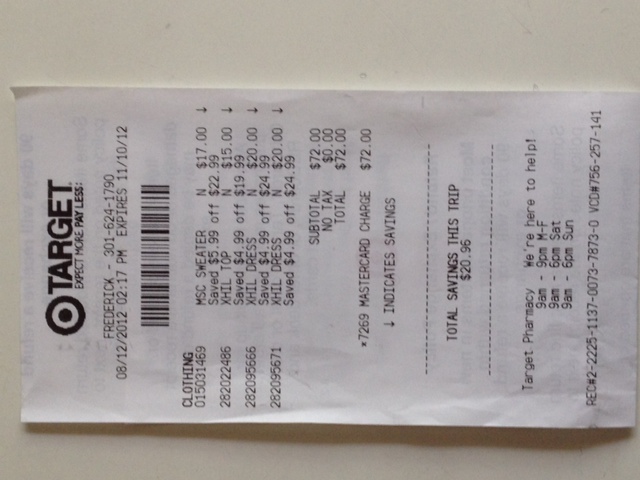 TARGET
EXPECT MORE. PAY LESS.
FREDERICK - 301-624-1790
08/12/2012 02:17 PM EXPIRES 11/10/12
CLOTHING
015031469 MSC SWEATER N $17.00 ↓
Saved $5.99 off $22.99
282022486 XHIL TOP N $15.00 ↓
Saved $4.99 off $19.99
282095666 XHIL DRESS N $20.00 ↓
Saved $4.99 off $24.99
282095671 XHIL DRESS N $20.00 ↓
Saved $4.99 off $24.99
SUBTOTAL $72.00
NO TAX $0.00
TOTAL $72.00
*7269 MASTERCARD CHARGE $72.00
↓ INDICATES SAVINGS
TOTAL SAVINGS THIS TRIP
$20.96
Target Pharmacy We're here to help!
9am - 9pm M-F
9am - 6pm Sat
9am - 6pm Sun
REC#2-2225-1137-0073-7873-0 VCD#756-257-141